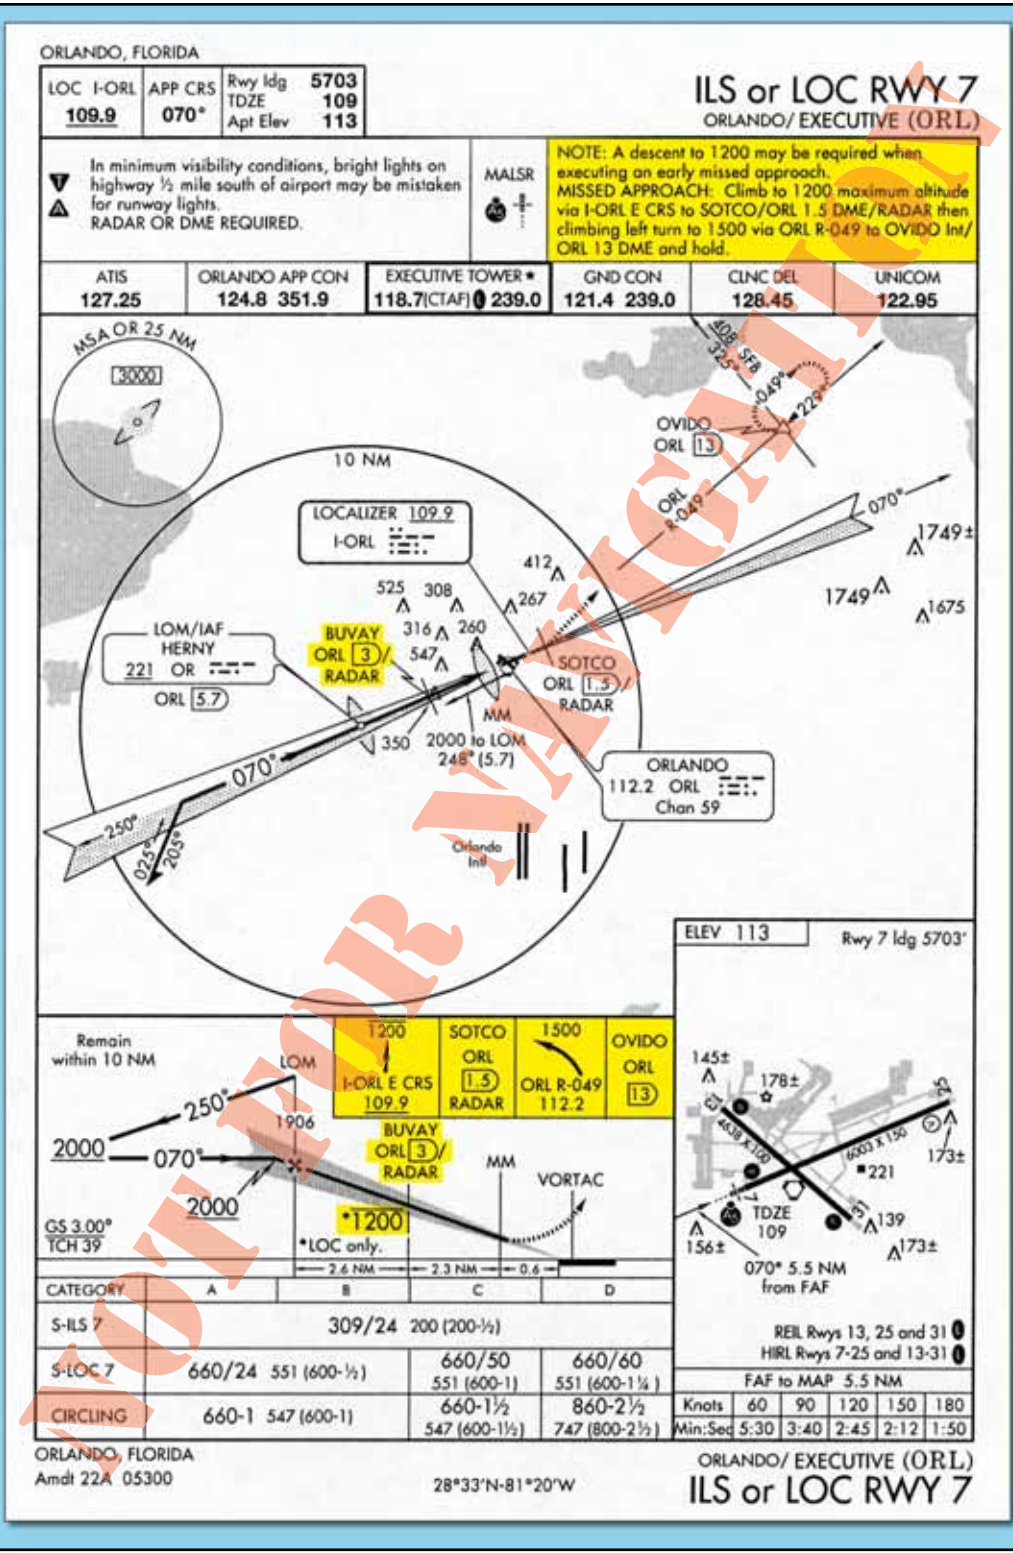 ORLANDO, FLORIDA
LOC I-ORL
109.9
APP CRS
070°
Rwy ldg 5703
TDZE 109
Apt Elev 113
ILS or LOC RWY 7
ORLANDO/ EXECUTIVE (ORL)
In minimum visibility conditions, bright lights on
highway ½ mile south of airport may be mistaken
for runway lights.
RADAR OR DME REQUIRED.
T
A
MALSR
A5
NOTE: A descent to 1200 may be required when
executing an early missed approach.
MISSED APPROACH: Climb to 1200 maximum altitude
via I-ORL E CRS to SOTCO/ORL 1.5 DME/RADAR then
climbing left turn to 1500 via ORL R-049 to OVIDO Int/
ORL 13 DME and hold.
ATIS
127.25
ORLANDO APP CON
124.8 351.9
EXECUTIVE TOWER ★
118.7(CTAF) L 239.0
GND CON
121.4 239.0
CLNC DEL
128.45
UNICOM
122.95
MSA OR 25 NM
3000
408 SFB
325°
049°
229°
OVIDO
ORL 13
10 NM
LOCALIZER 109.9
I-ORL
ORL
R-049
070°
1749±
1749
1675
412
525
308
267
316
260
547
LOM/IAF
HERNY
221 OR
ORL 5.7
BUVAY
ORL 3/
RADAR
SOTCO
ORL 1.5/
RADAR
MM
350
2000 to LOM
248° (5.7)
070°
250°
025°
205°
ORLANDO
112.2 ORL
Chan 59
Orlando
Intl
ELEV 113
Rwy 7 ldg 5703'
145±
178±
13
25
4638 X 100
6003 X 150
173±
221
7
31
TDZE
109
139
156±
173±
070° 5.5 NM
from FAF
REIL Rwys 13, 25 and 31 L
HIRL Rwys 7-25 and 13-31 L
FAF to MAP 5.5 NM
Knots 60 90 120 150 180
Min:Sec 5:30 3:40 2:45 2:12 1:50
Remain
within 10 NM
LOM
1200
I-ORL E CRS
109.9
SOTCO
ORL
1.5
RADAR
1500
ORL R-049
112.2
OVIDO
ORL
13
250°
1906
2000
070°
2000
BUVAY
ORL 3/
RADAR
MM
VORTAC
*1200
GS 3.00°
TCH 39
*LOC only.
2.6 NM
2.3 NM
0.6
CATEGORY A B C D
S-ILS 7 309/24 200 (200-½)
S-LOC 7 660/24 551 (600-½)
660/50
551 (600-1)
660/60
551 (600-1¼)
CIRCLING 660-1 547 (600-1)
660-1½
547 (600-1½)
860-2½
747 (800-2½)
ORLANDO, FLORIDA
Amdt 22A 05300
28°33'N-81°20'W
ORLANDO/ EXECUTIVE (ORL)
ILS or LOC RWY 7
NOT FOR NAVIGATION